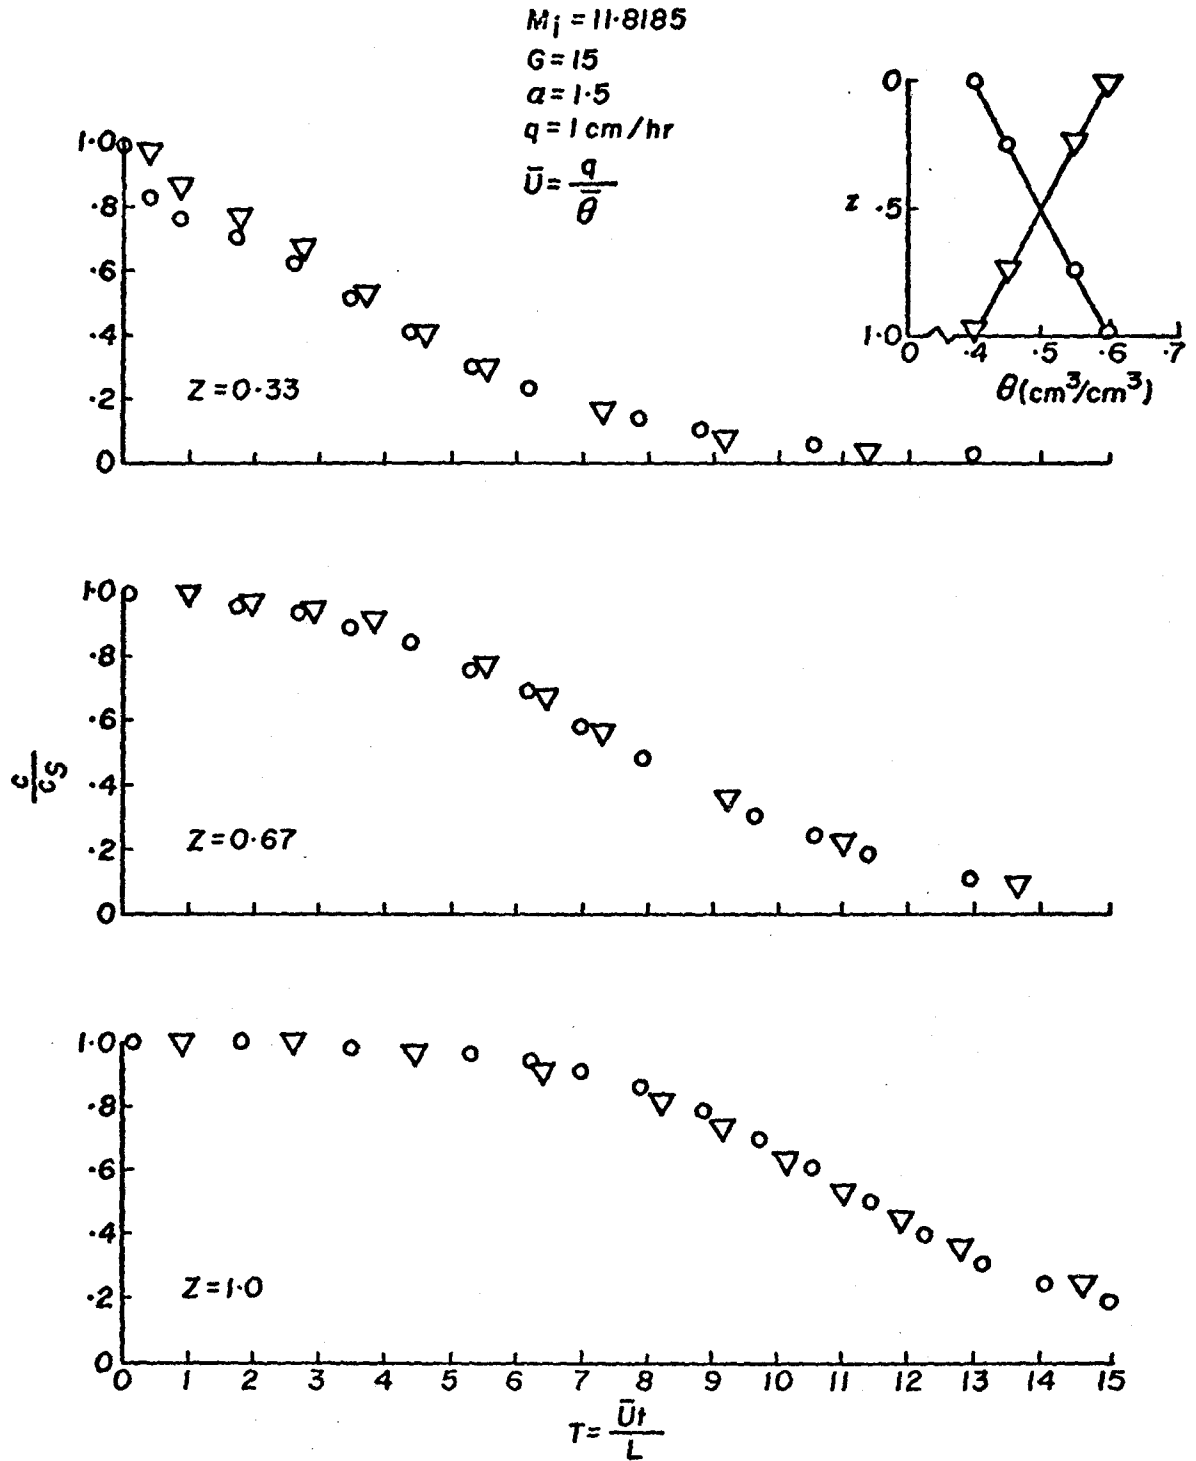 Mi = 11·8185
G = 15
a = 1·5
q = 1 cm/hr
Ū = q/θ̄
0
z ·5
1·0
0 ·4 ·5 ·6 ·7
θ(cm³/cm³)
1·0
·8
·6
·4
·2
0
Z = 0·33
1·0
·8
·6
·4
·2
0
Z = 0·67
c/cs
1·0
·8
·6
·4
·2
0
Z = 1·0
0 1 2 3 4 5 6 7 8 9 10 11 12 13 14 15
T = Ūt/L